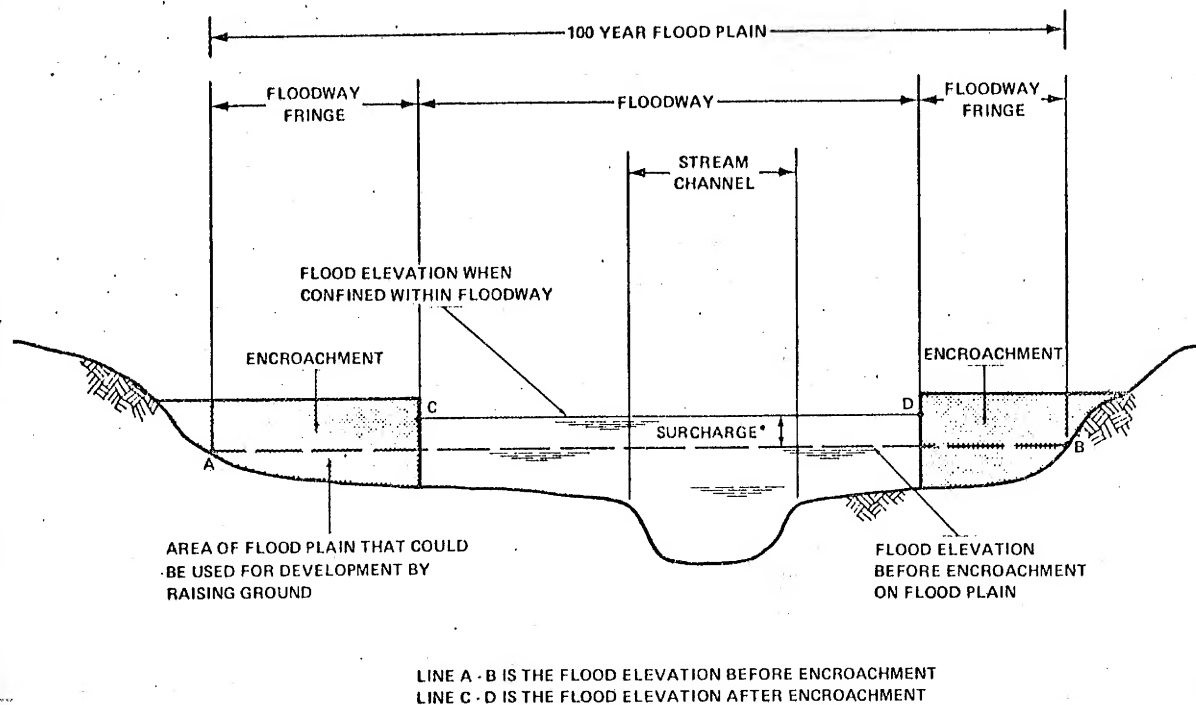 100 YEAR FLOOD PLAIN
FLOODWAY
FRINGE
FLOODWAY
FLOODWAY
FRINGE
STREAM
CHANNEL
FLOOD ELEVATION WHEN
CONFINED WITHIN FLOODWAY
ENCROACHMENT
ENCROACHMENT
C
D
SURCHARGE*
A
B
AREA OF FLOOD PLAIN THAT COULD
BE USED FOR DEVELOPMENT BY
RAISING GROUND
FLOOD ELEVATION
BEFORE ENCROACHMENT
ON FLOOD PLAIN
LINE A - B IS THE FLOOD ELEVATION BEFORE ENCROACHMENT
LINE C - D IS THE FLOOD ELEVATION AFTER ENCROACHMENT